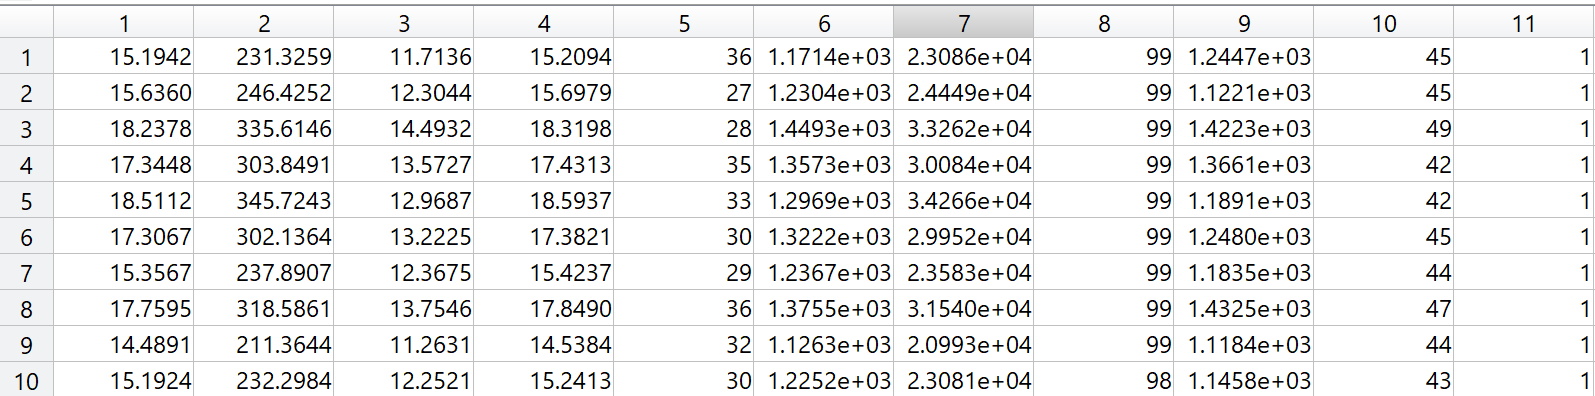 1 2 3 4 5 6 7 8 9 10 11
1 15.1942 231.3259 11.7136 15.2094 36 1.1714e+03 2.3086e+04 99 1.2447e+03 45 1
2 15.6360 246.4252 12.3044 15.6979 27 1.2304e+03 2.4449e+04 99 1.1221e+03 45 1
3 18.2378 335.6146 14.4932 18.3198 28 1.4493e+03 3.3262e+04 99 1.4223e+03 49 1
4 17.3448 303.8491 13.5727 17.4313 35 1.3573e+03 3.0084e+04 99 1.3661e+03 42 1
5 18.5112 345.7243 12.9687 18.5937 33 1.2969e+03 3.4266e+04 99 1.1891e+03 42 1
6 17.3067 302.1364 13.2225 17.3821 30 1.3222e+03 2.9952e+04 99 1.2480e+03 45 1
7 15.3567 237.8907 12.3675 15.4237 29 1.2367e+03 2.3583e+04 99 1.1835e+03 44 1
8 17.7595 318.5861 13.7546 17.8490 36 1.3755e+03 3.1540e+04 99 1.4325e+03 47 1
9 14.4891 211.3644 11.2631 14.5384 32 1.1263e+03 2.0993e+04 99 1.1184e+03 44 1
10 15.1924 232.2984 12.2521 15.2413 30 1.2252e+03 2.3081e+04 98 1.1458e+03 43 1